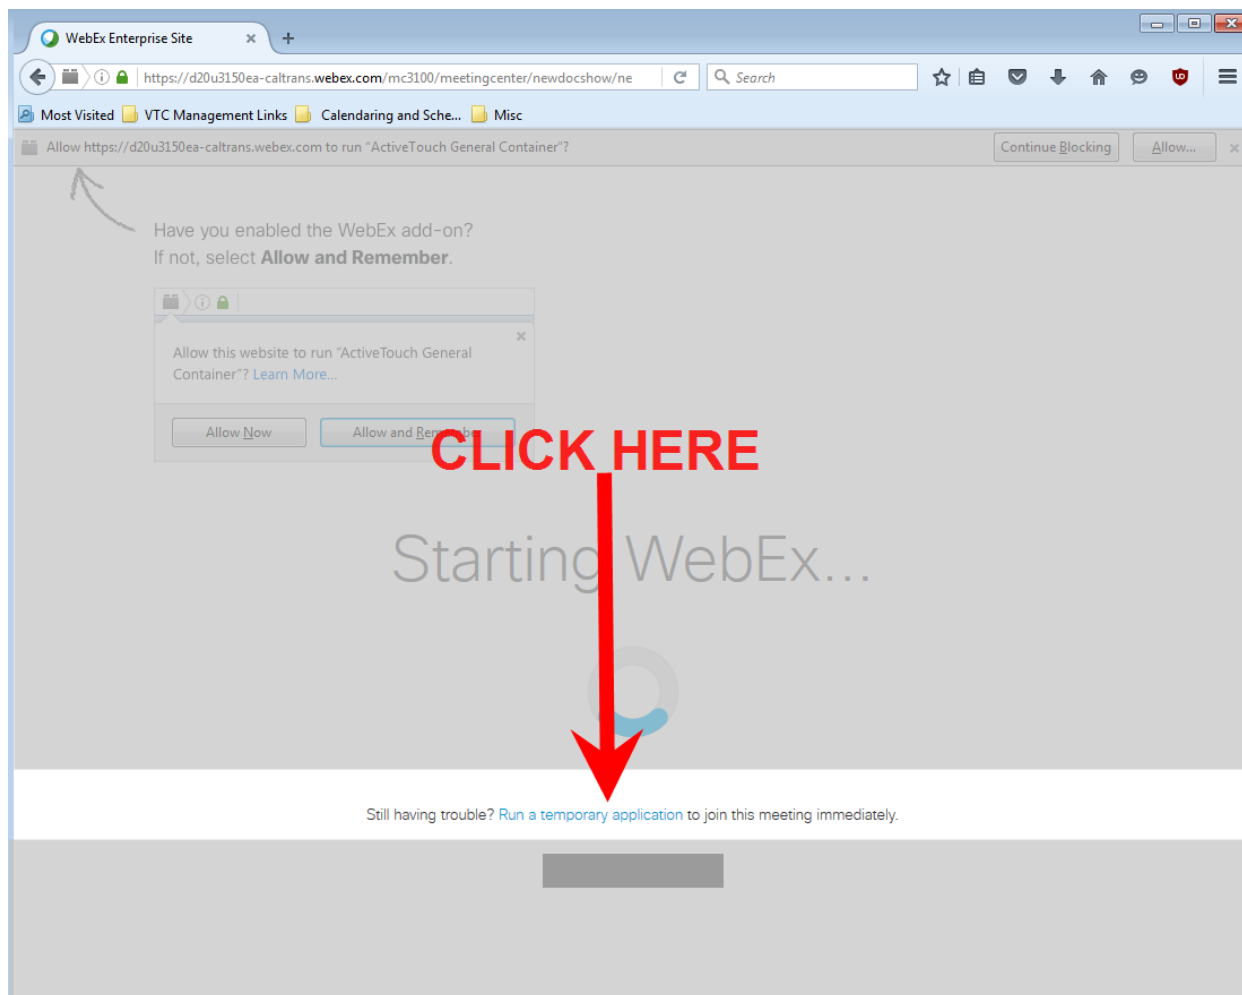 WebEx Enterprise Site
https://d20u3150ea-caltrans.webex.com/mc3100/meetingcenter/newdocshow/ne
Search
Most Visited
VTC Management Links
Calendaring and Sche...
Misc
Allow https://d20u3150ea-caltrans.webex.com to run "ActiveTouch General Container"?
Continue Blocking
Allow...
Have you enabled the WebEx add-on?
If not, select Allow and Remember.
Allow this website to run "ActiveTouch General
Container"? Learn More...
Allow Now
Allow and Remember
CLICK HERE
Starting WebEx...
Still having trouble? Run a temporary application to join this meeting immediately.